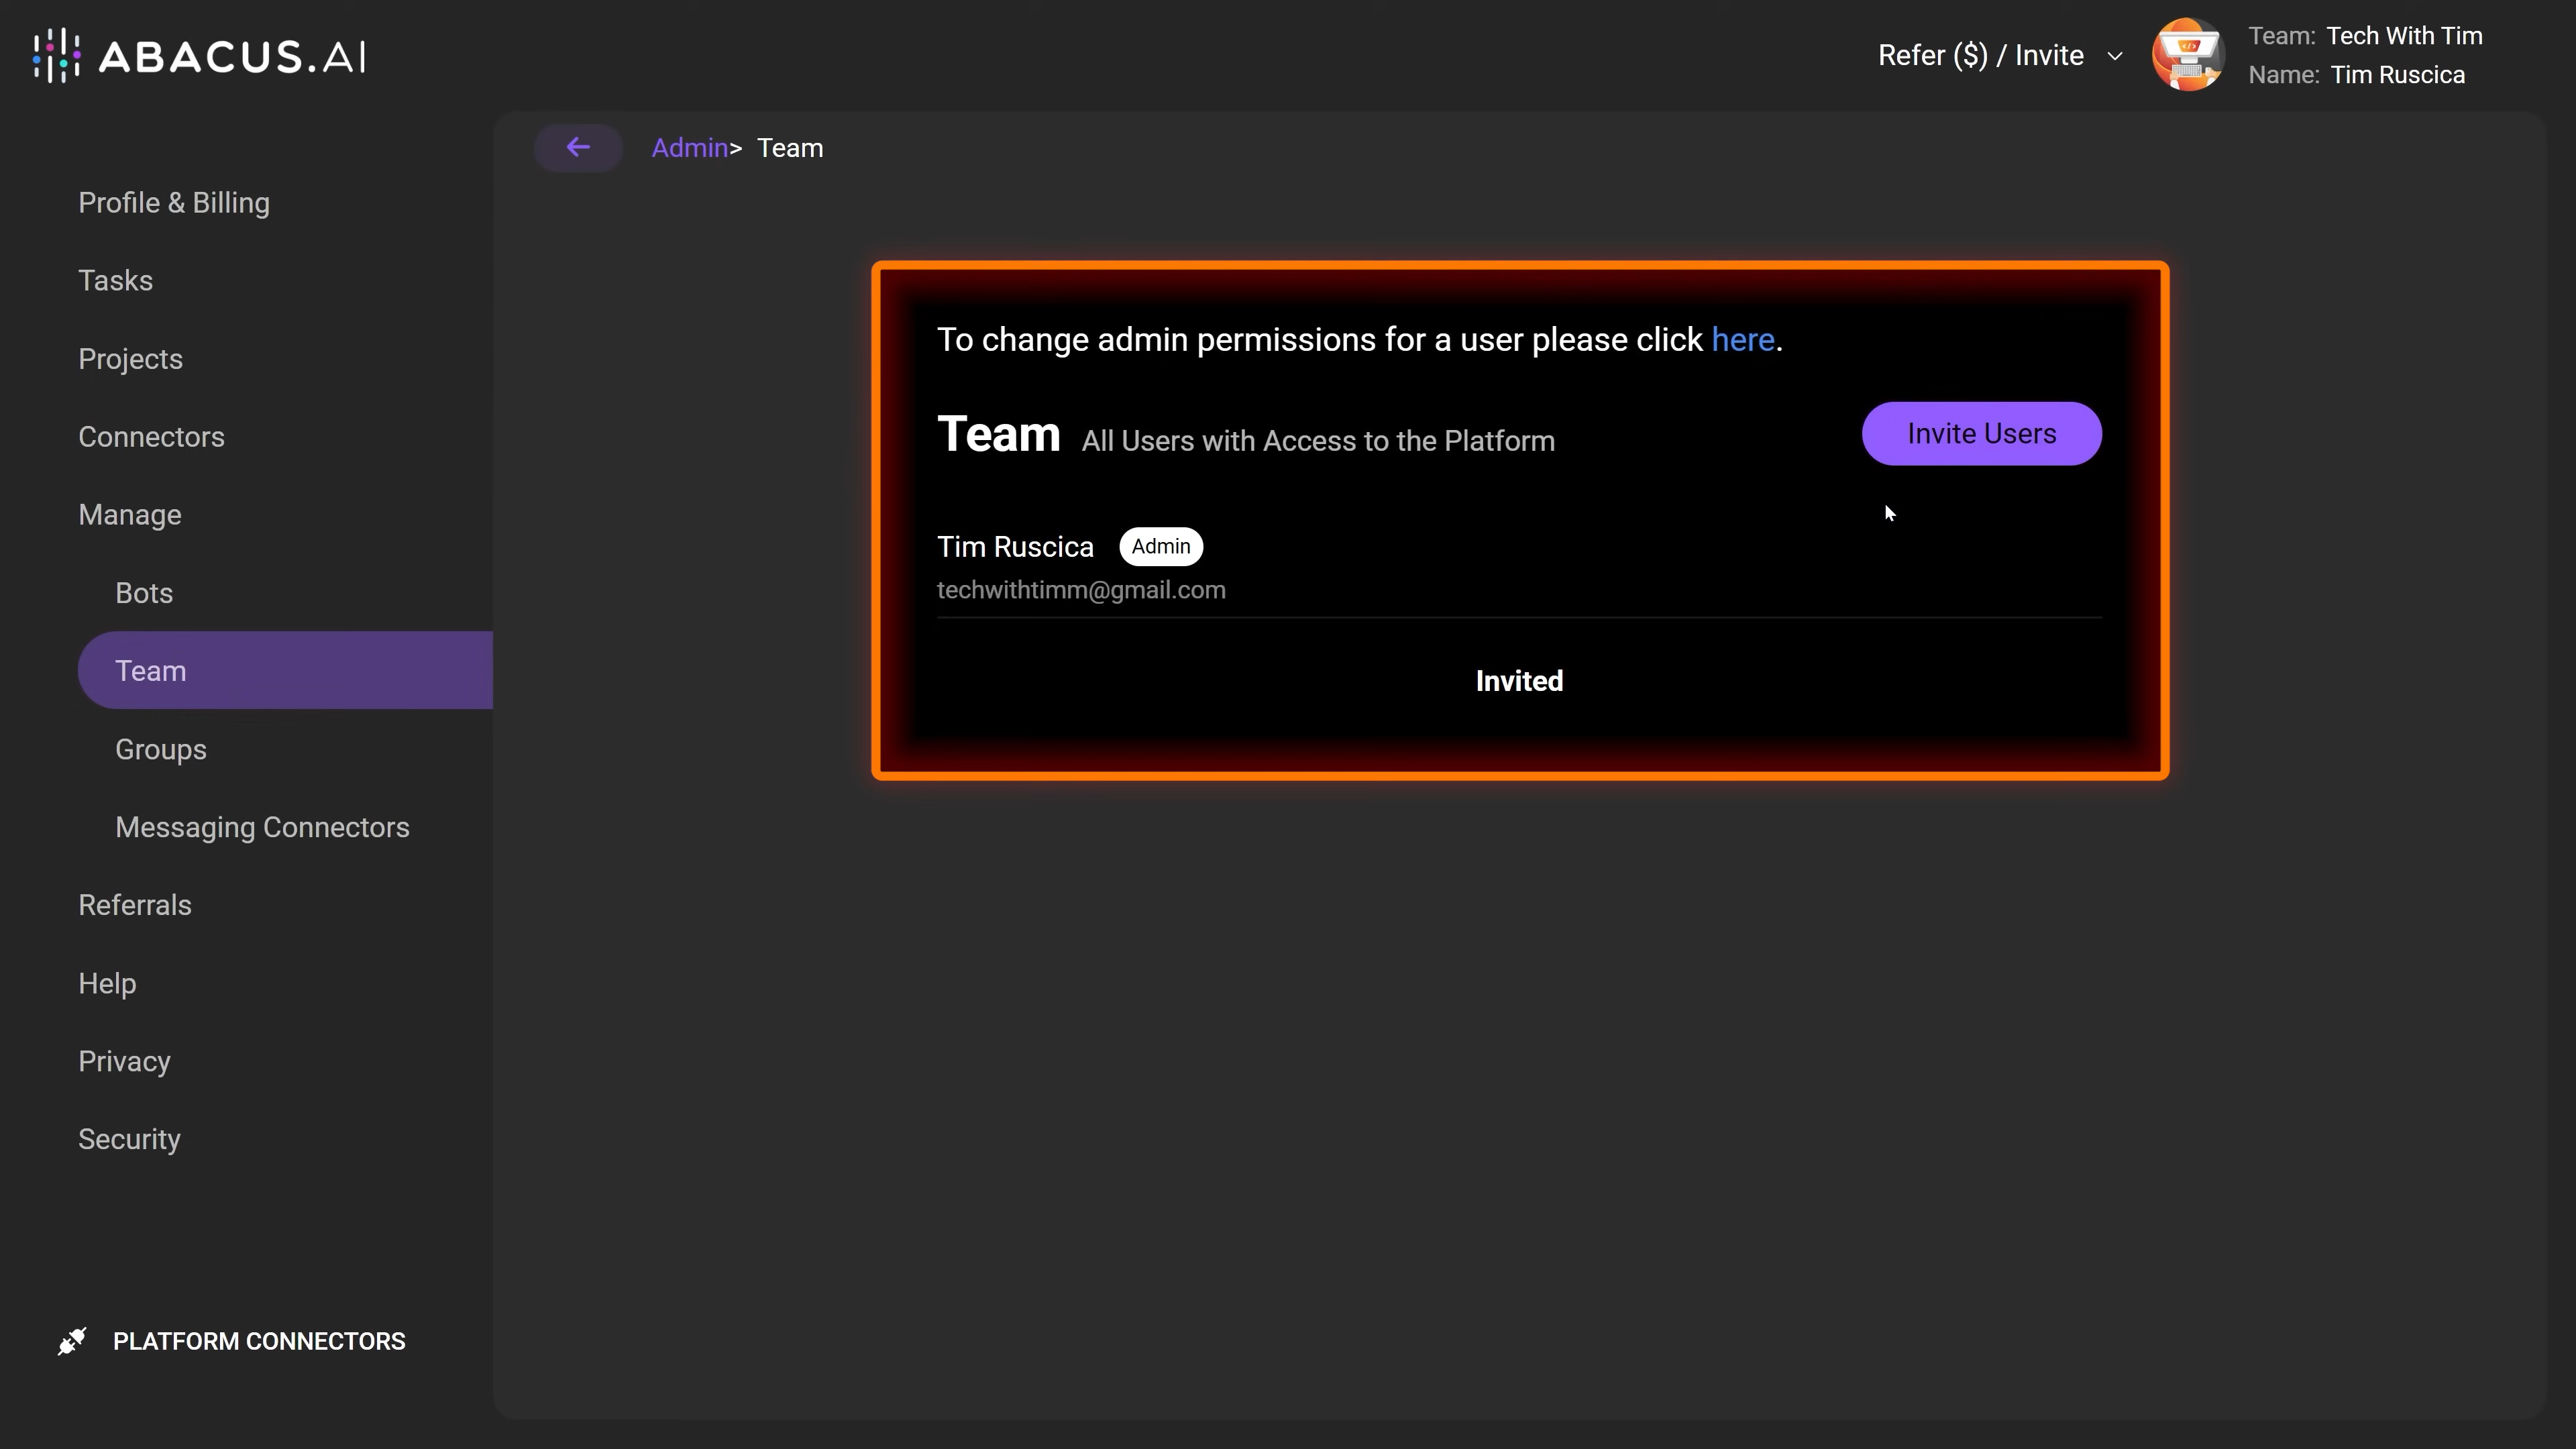 ABACUS.AI
Refer ($) / Invite
Team: Tech With Tim
Name: Tim Ruscica
Admin> Team
Profile & Billing
Tasks
Projects
Connectors
Manage
Bots
Team
Groups
Messaging Connectors
Referrals
Help
Privacy
Security
PLATFORM CONNECTORS
To change admin permissions for a user please click here.
Team All Users with Access to the Platform
Invite Users
Tim Ruscica Admin
techwithtimm@gmail.com
Invited